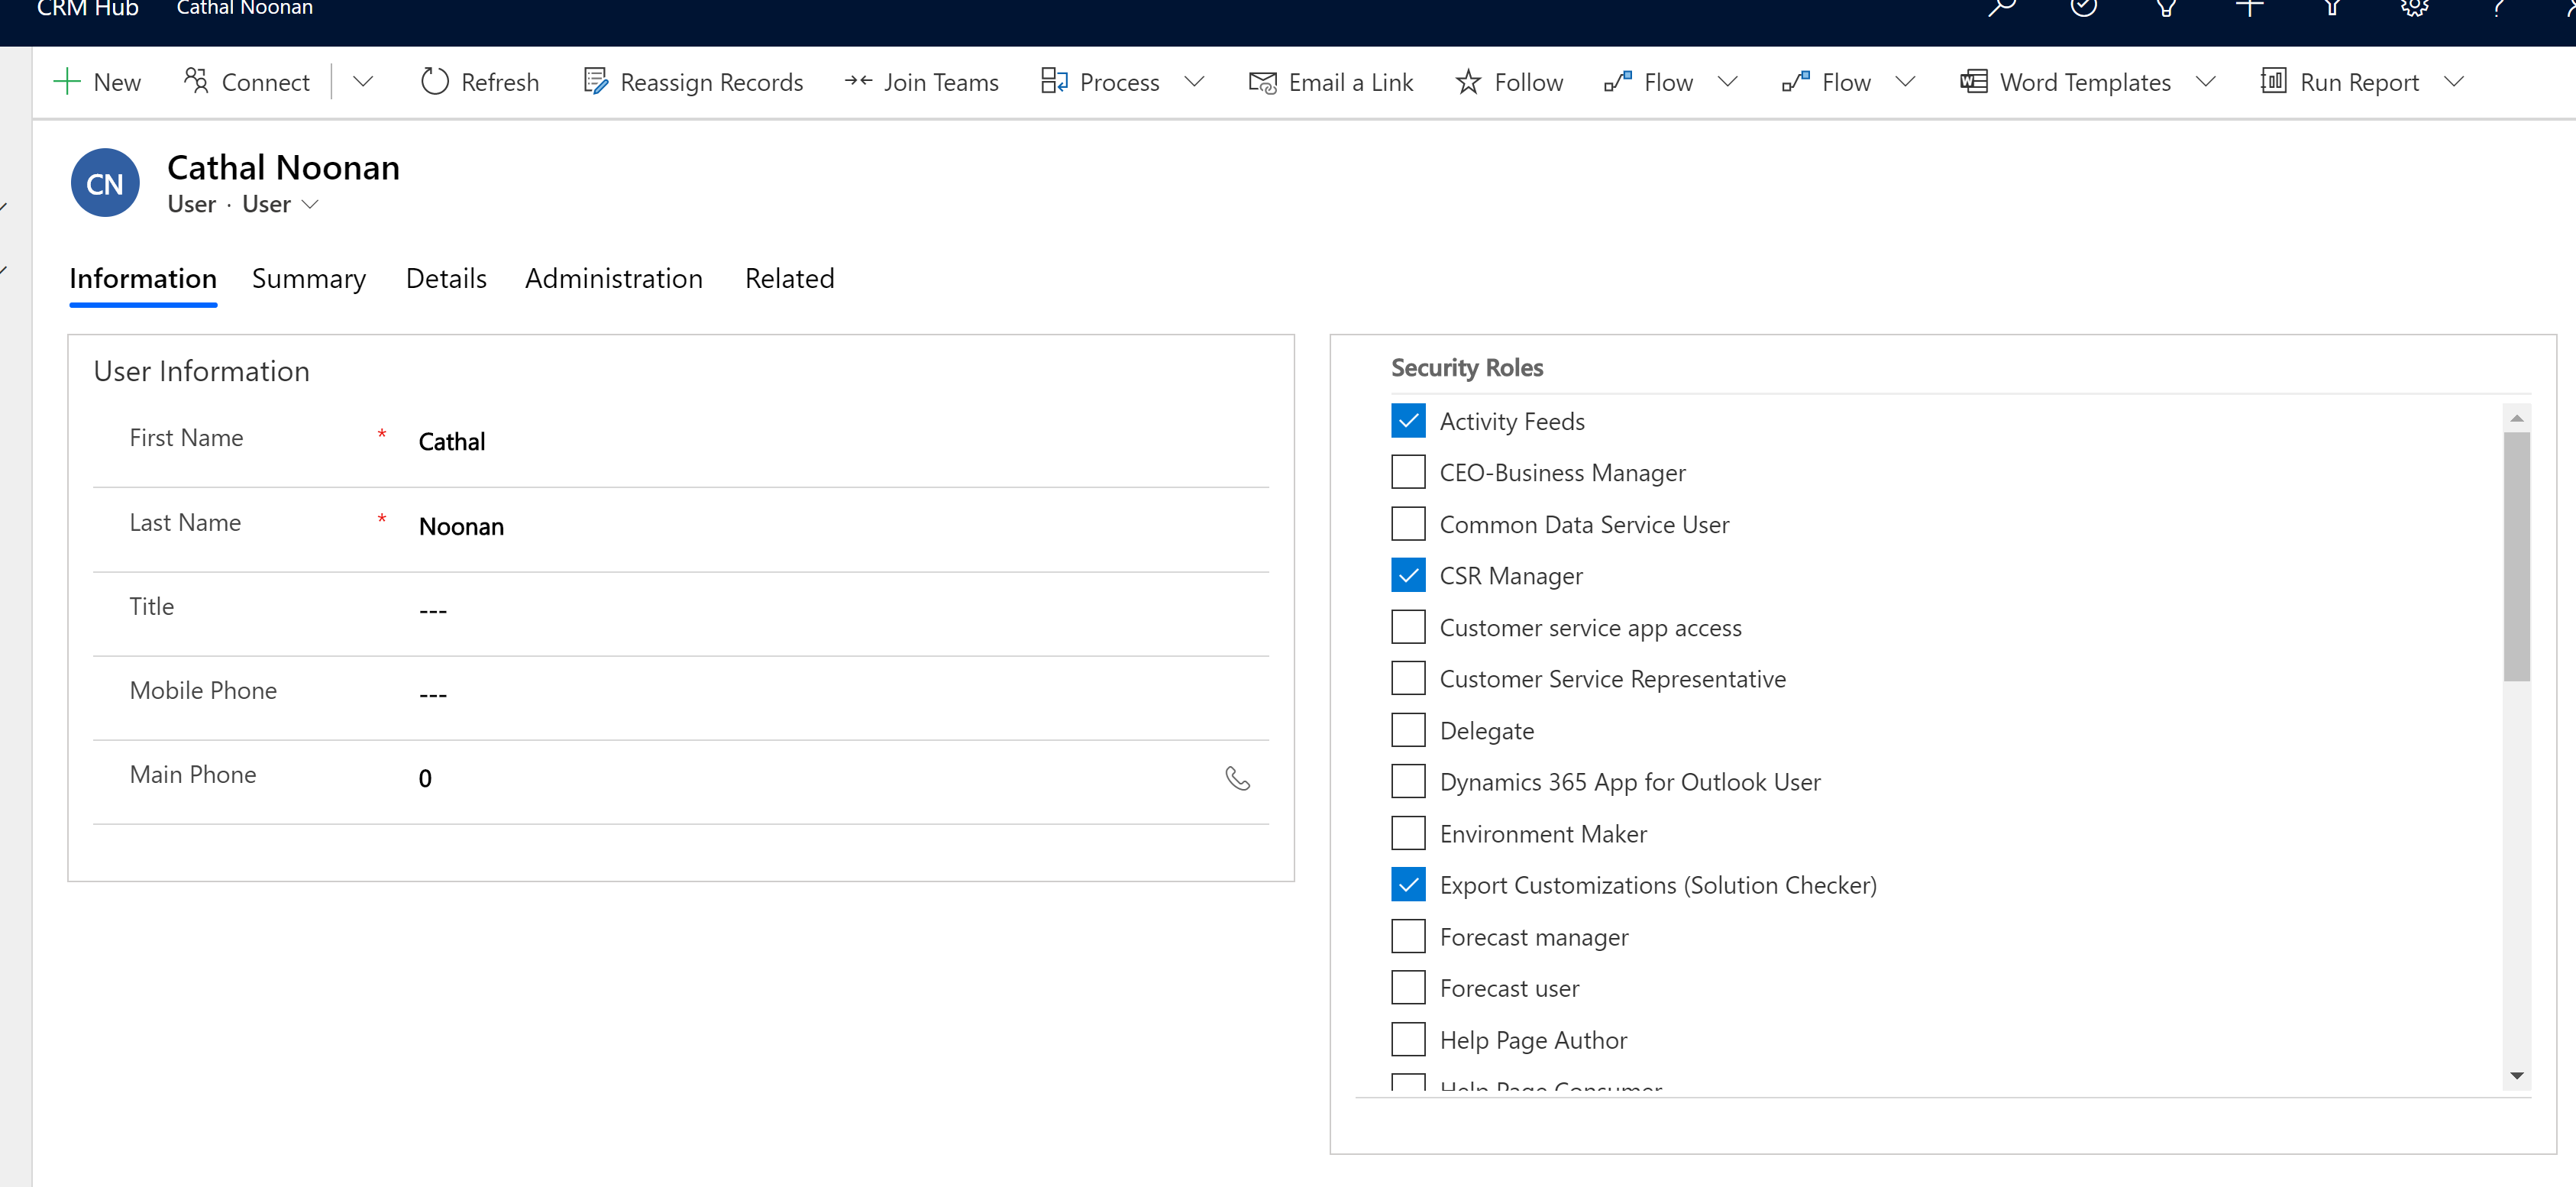 CRM Hub Cathal Noonan
New Connect Refresh Reassign Records Join Teams Process Email a Link Follow Flow Flow Word Templates Run Report
CN
Cathal Noonan
User · User
Information Summary Details Administration Related
User Information
First Name * Cathal
Last Name * Noonan
Title ---
Mobile Phone ---
Main Phone 0
Security Roles
Activity Feeds
CEO-Business Manager
Common Data Service User
CSR Manager
Customer service app access
Customer Service Representative
Delegate
Dynamics 365 App for Outlook User
Environment Maker
Export Customizations (Solution Checker)
Forecast manager
Forecast user
Help Page Author
Help Page Consumer